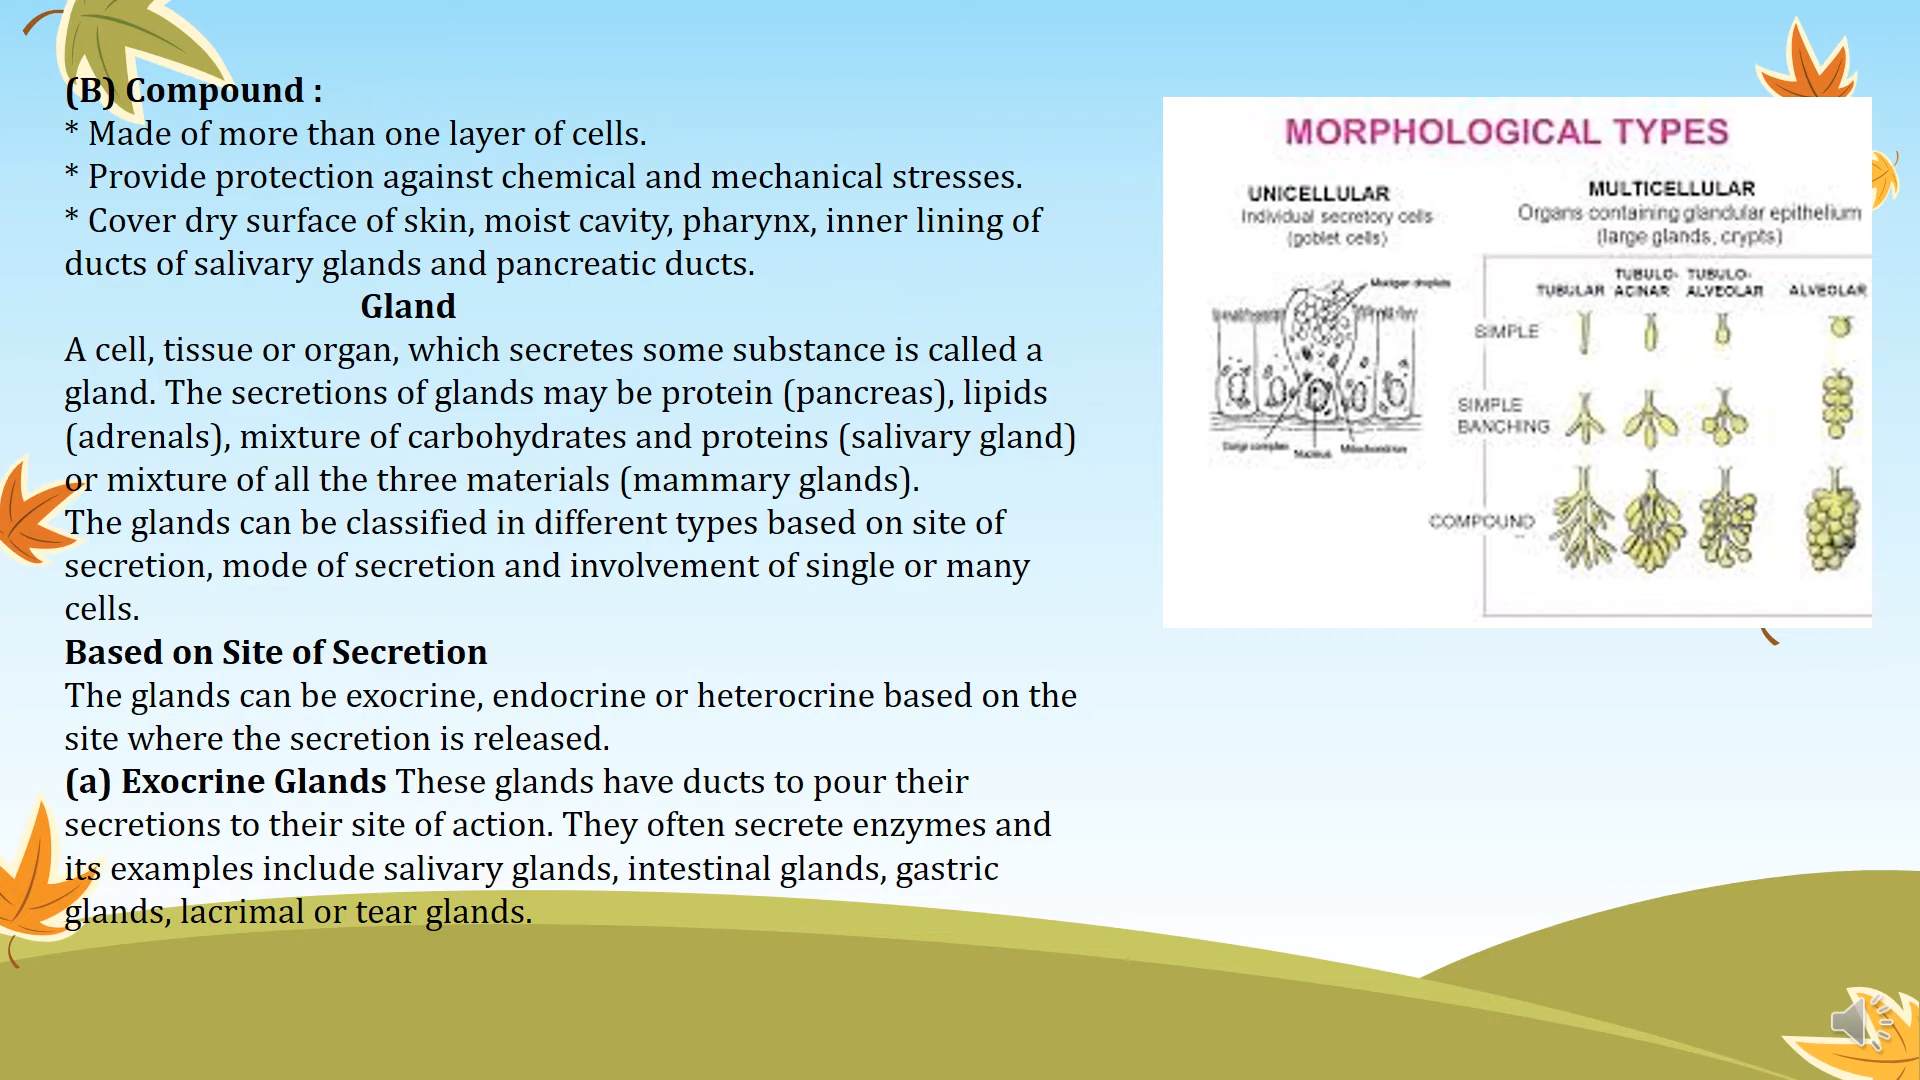 (B) Compound :
* Made of more than one layer of cells.
* Provide protection against chemical and mechanical stresses.
* Cover dry surface of skin, moist cavity, pharynx, inner lining of
ducts of salivary glands and pancreatic ducts.
Gland
A cell, tissue or organ, which secretes some substance is called a
gland. The secretions of glands may be protein (pancreas), lipids
(adrenals), mixture of carbohydrates and proteins (salivary gland)
or mixture of all the three materials (mammary glands).
The glands can be classified in different types based on site of
secretion, mode of secretion and involvement of single or many
cells.
Based on Site of Secretion
The glands can be exocrine, endocrine or heterocrine based on the
site where the secretion is released.
(a) Exocrine Glands These glands have ducts to pour their
secretions to their site of action. They often secrete enzymes and
its examples include salivary glands, intestinal glands, gastric
glands, lacrimal or tear glands.
MORPHOLOGICAL TYPES
UNICELLULAR
Individual secretory cells
(goblet cells)
droplets
Golgi complex
Nucleus
Mitochondrion
MULTICELLULAR
Organs containing glandular epithelium
(large glands, crypts)
TUBULAR
TUBULO-
ACINAR
TUBULO-
ALVEOLAR
ALVEOLAR
SIMPLE
SIMPLE
BANCHING
COMPOUND